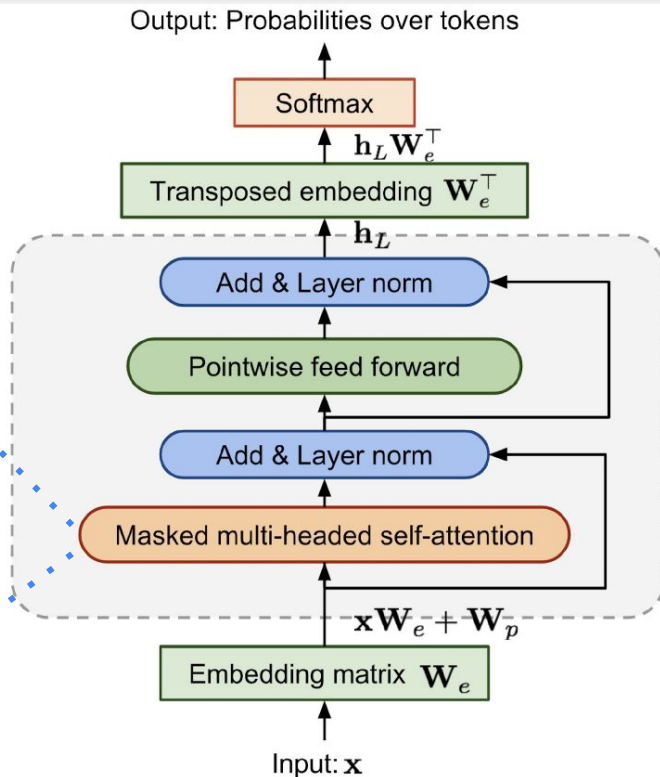 Output: Probabilities over tokens
Softmax
𝐡_L 𝐖_e^⊤
Transposed embedding 𝐖_e^⊤
𝐡_L
Add & Layer norm
Pointwise feed forward
Add & Layer norm
Masked multi-headed self-attention
𝐱𝐖_e + 𝐖_p
Embedding matrix 𝐖_e
Input: 𝐱